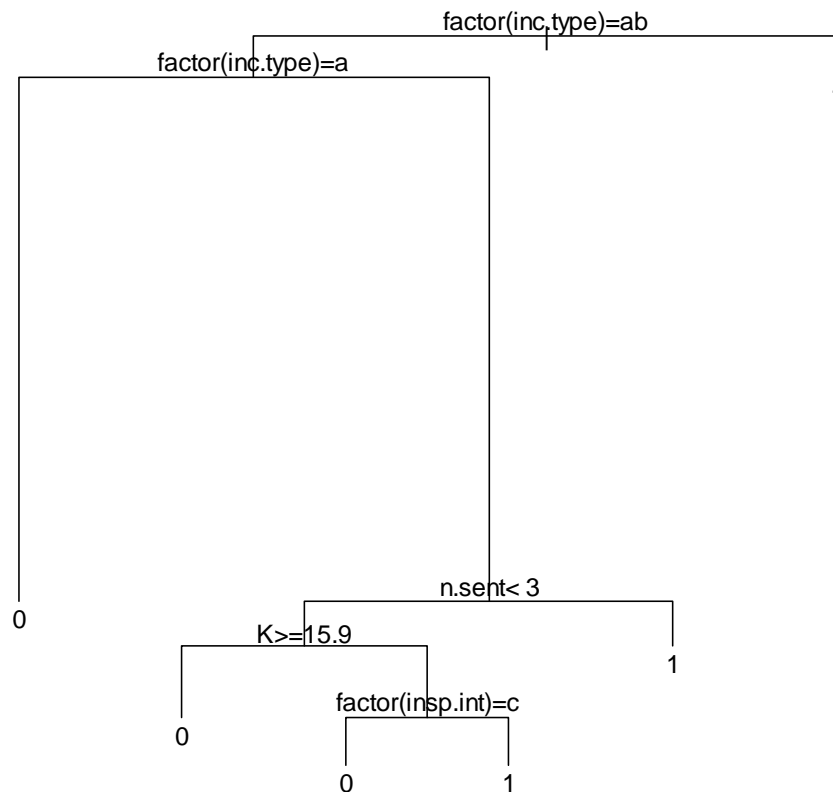 factor(inc.type)=ab
factor(inc.type)=a
n.sent< 3
0
K>=15.9
1
factor(insp.int)=c
0
0
1